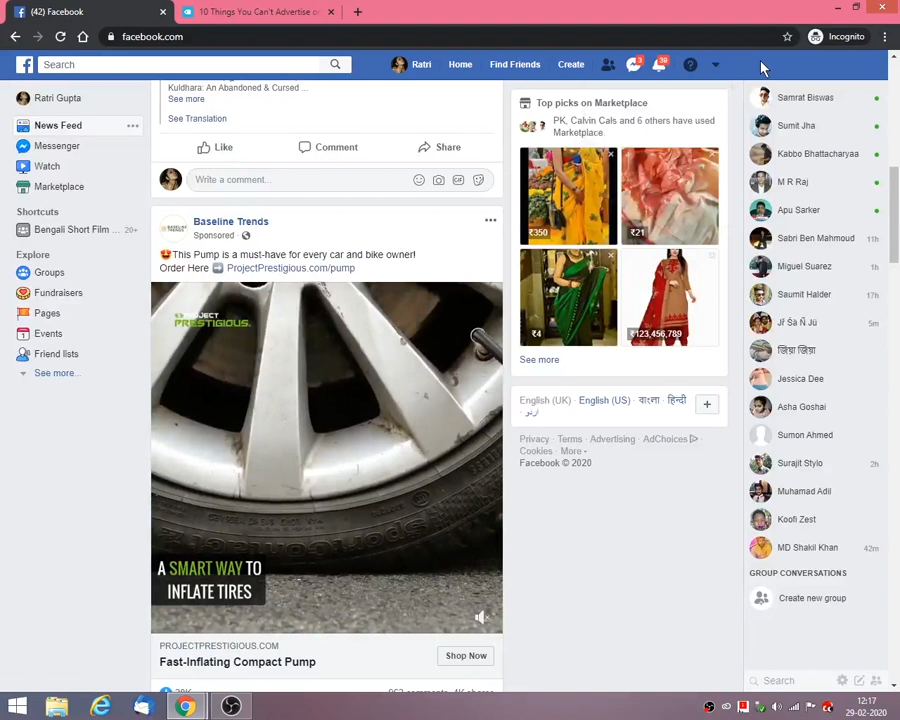 (42) Facebook
10 Things You Can't Advertise o
facebook.com
Incognito
Search
Ratri
Home
Find Friends
Create
3
39
Ratri Gupta
News Feed
Messenger
Watch
Marketplace
Shortcuts
Bengali Short Film ... 20+
Explore
Groups
Fundraisers
Pages
Events
Friend lists
See more...
Kuldhara: An Abandoned & Cursed ...
See more
See Translation
Like
Comment
Share
Write a comment...
GIF
Baseline Trends
Sponsored
😍This Pump is a must-have for every car and bike owner!
Order Here ➡ ProjectPrestigious.com/pump
PROJECT
PRESTIGIOUS
A SMART WAY TO
INFLATE TIRES
PROJECTPRESTIGIOUS.COM
Fast-Inflating Compact Pump
Shop Now
Top picks on Marketplace
PK, Calvin Cals and 6 others have used
Marketplace.
₹350
₹21
₹4
₹123,456,789
See more
English (UK) · English (US) · বাংলা · हिन्दी ·
اردو
Privacy · Terms · Advertising · AdChoices ·
Cookies · More
Facebook © 2020
Samrat Biswas
Sumit Jha
Kabbo Bhattacharyaa
M R Raj
Apu Sarker
Sabri Ben Mahmoud 11h
Miguel Suarez 1h
Saumit Halder 17h
Jŕ Śà Ñ Jü 5m
Jessica Dee
Asha Goshai
Sumon Ahmed
Surajit Stylo 2h
Muhamad Adil
Koofi Zest
MD Shakil Khan 42m
GROUP CONVERSATIONS
Create new group
Search
12:17
29-02-2020